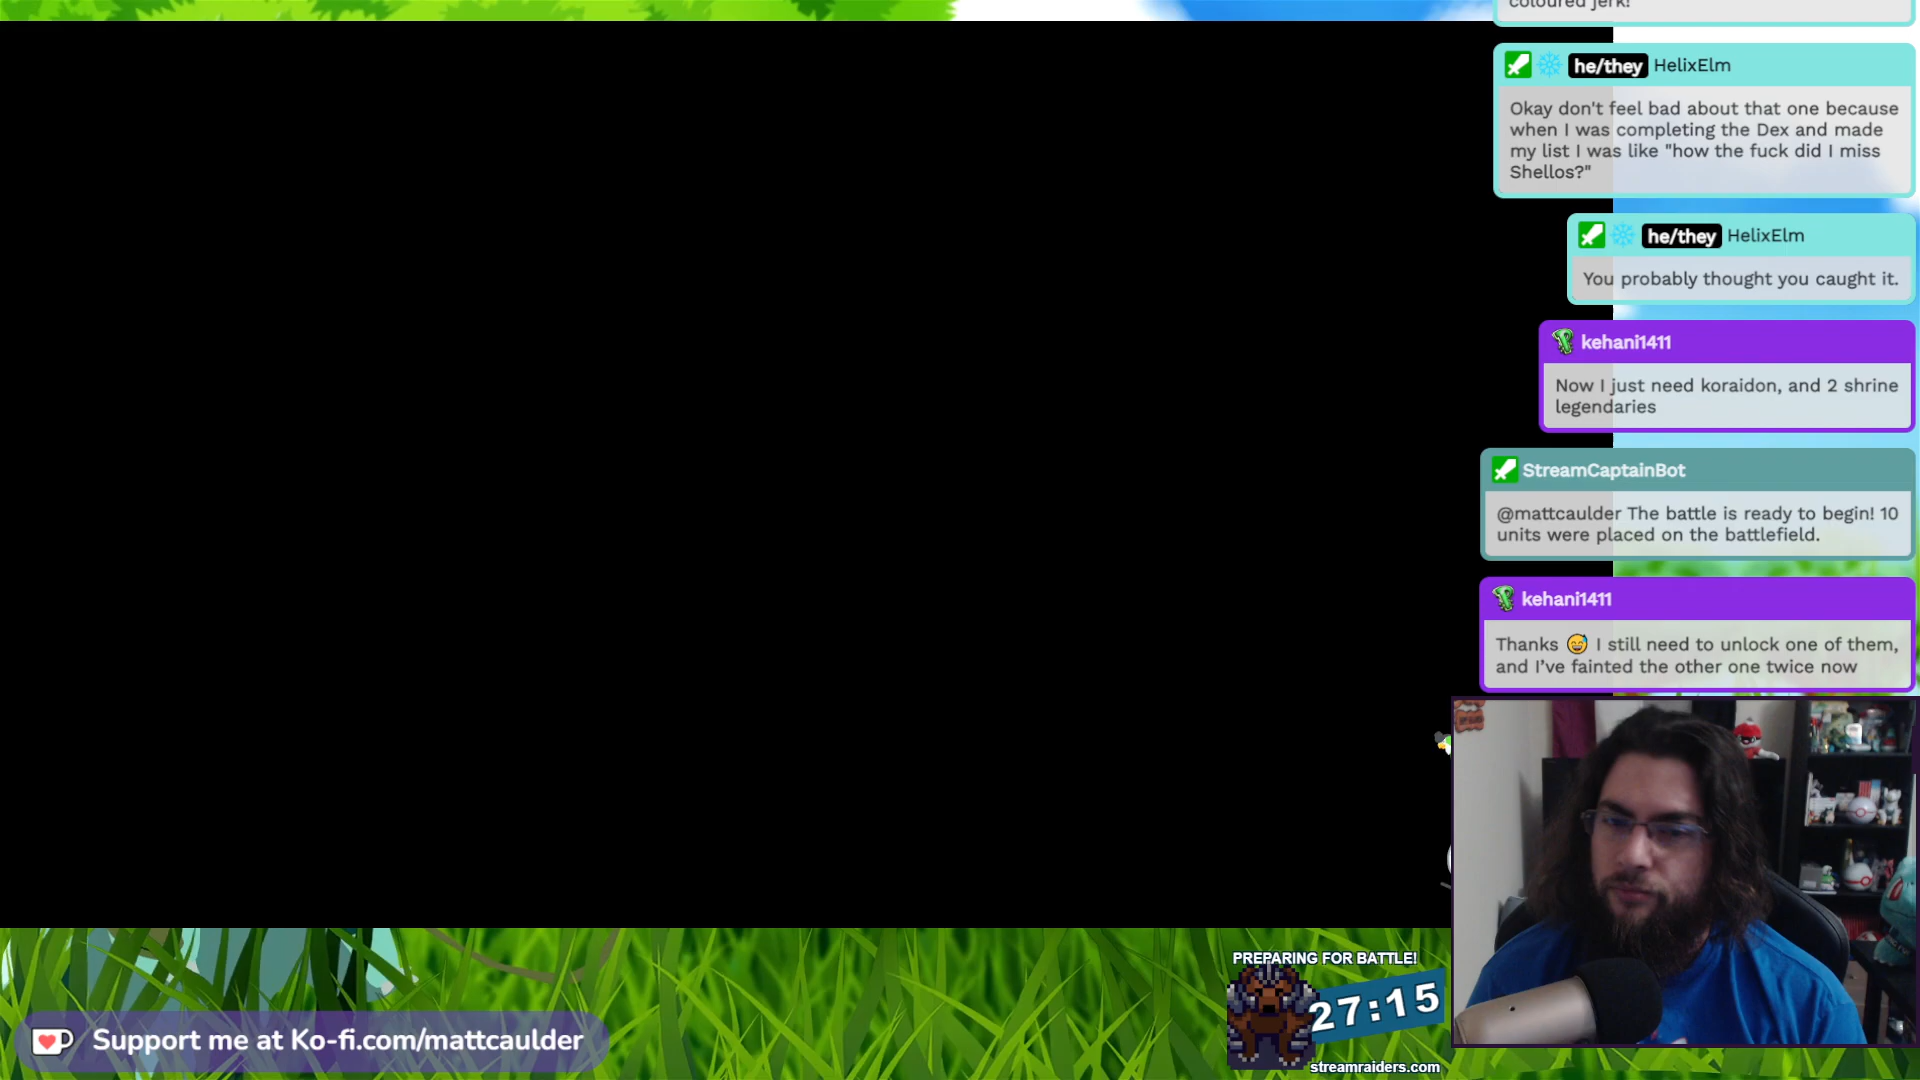 coloured jerk!
he/they HelixElm
Okay don't feel bad about that one because
when I was completing the Dex and made
my list I was like "how the fuck did I miss
Shellos?"
he/they HelixElm
You probably thought you caught it.
kehani1411
Now I just need koraidon, and 2 shrine
legendaries
StreamCaptainBot
@mattcaulder The battle is ready to begin! 10
units were placed on the battlefield.
kehani1411
Thanks 😅 I still need to unlock one of them,
and I’ve fainted the other one twice now
PREPARING FOR BATTLE!
27:15
streamraiders.com
Support me at Ko-fi.com/mattcaulder